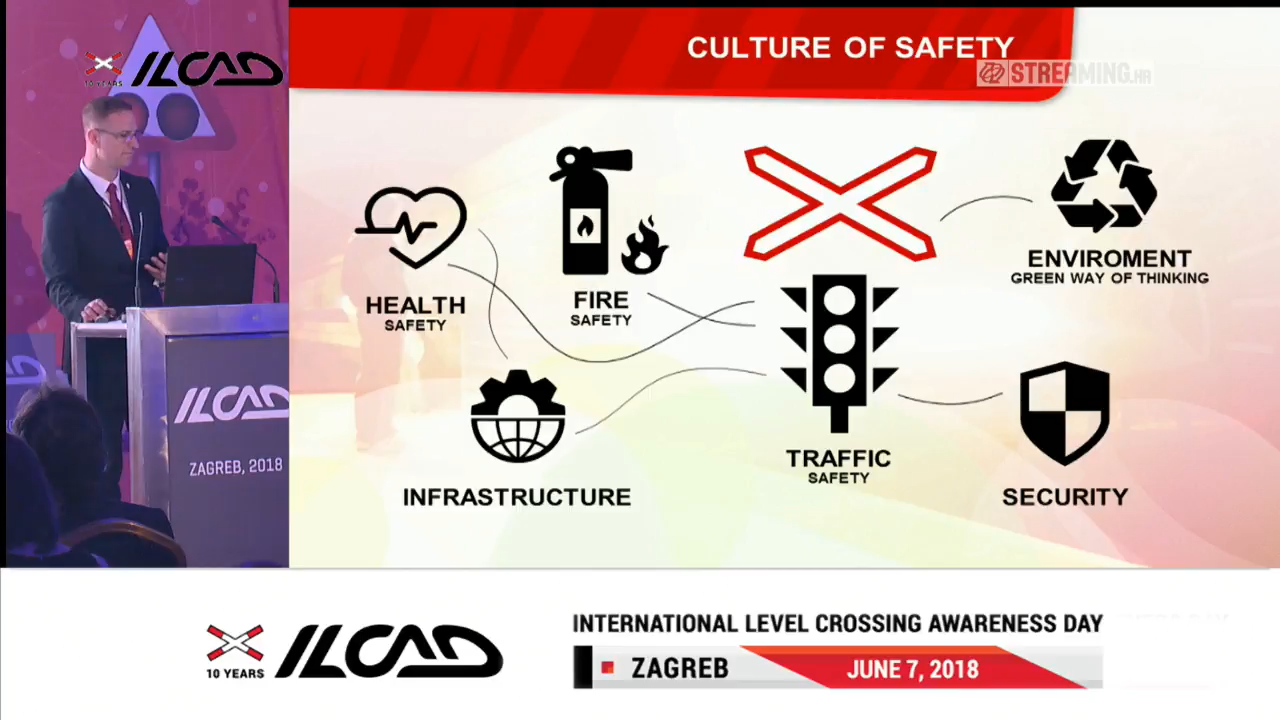 10 YEARS
ILCAD
CULTURE OF SAFETY
STREAMING.HR
HEALTH
SAFETY
FIRE
SAFETY
ENVIROMENT
GREEN WAY OF THINKING
INFRASTRUCTURE
TRAFFIC
SAFETY
SECURITY
ILCAD
ZAGREB, 2018
10 YEARS
ILCAD
INTERNATIONAL LEVEL CROSSING AWARENESS DAY
ZAGREB
JUNE 7, 2018